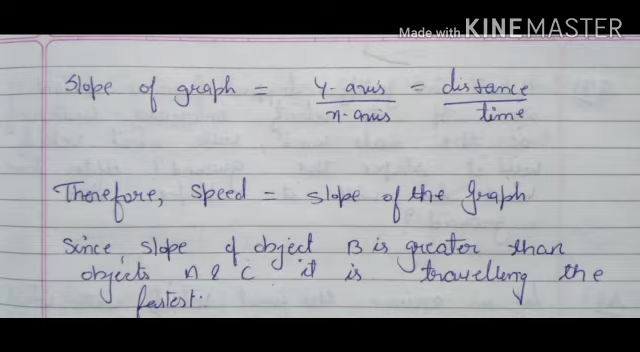 Made with KINEMASTER
Slope of graph = y-axis/x-axis = distance/time
Therefore, speed = slope of the graph
Since, slope of object B is greater than
objects A & C it is travelling the
fastest.